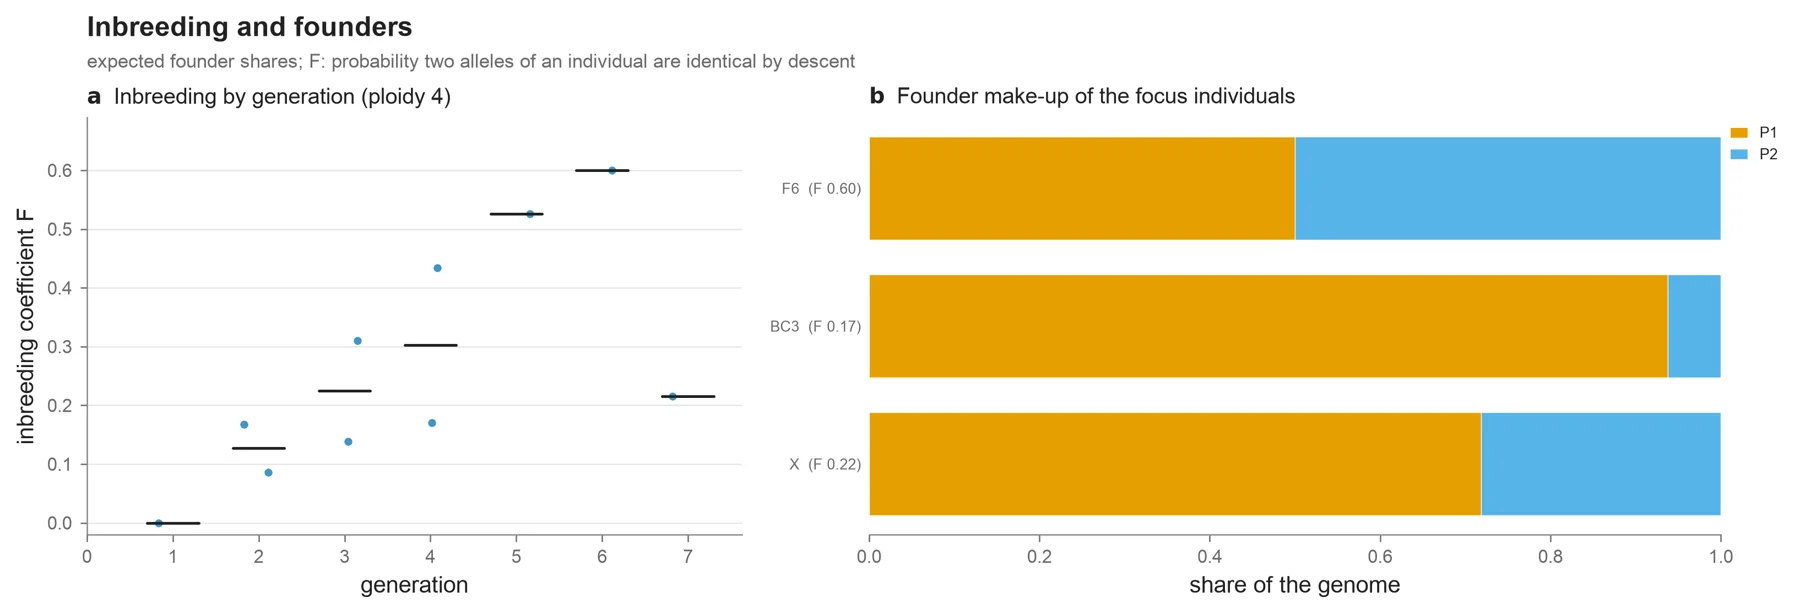 Inbreeding and founders
expected founder shares; F: probability two alleles of an individual are identical by descent
a Inbreeding by generation (ploidy 4)
inbreeding coefficient F
0.6
0.5
0.4
0.3
0.2
0.1
0.0
0 1 2 3 4 5 6 7
generation
b Founder make-up of the focus individuals
P1
P2
F6 (F 0.60)
BC3 (F 0.17)
X (F 0.22)
0.0 0.2 0.4 0.6 0.8 1.0
share of the genome